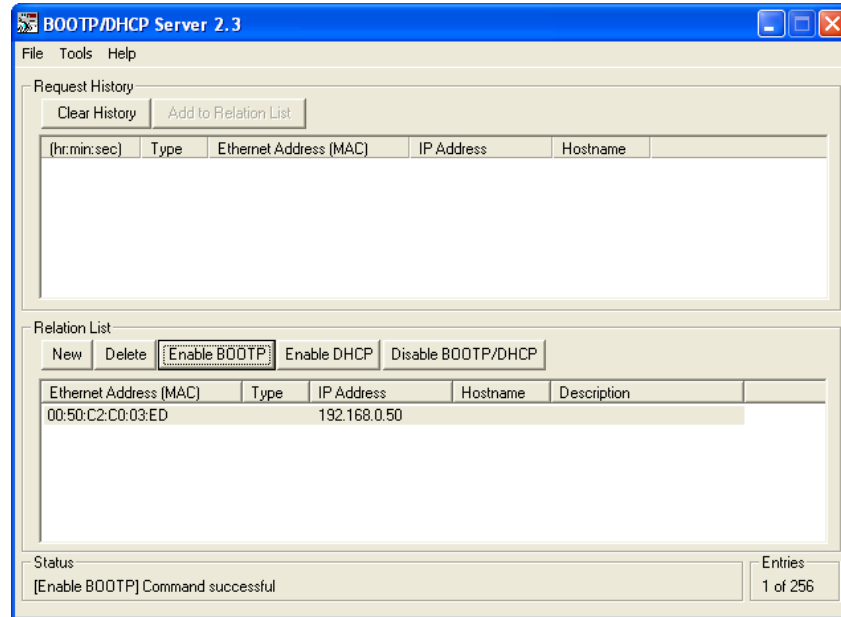 BOOTP/DHCP Server 2.3
File Tools Help
Request History
Clear History Add to Relation List
(hr:min:sec) Type Ethernet Address (MAC) IP Address Hostname
Relation List
New Delete Enable BOOTP Enable DHCP Disable BOOTP/DHCP
Ethernet Address (MAC) Type IP Address Hostname Description
00:50:C2:C0:03:ED 192.168.0.50
Status Entries
[Enable BOOTP] Command successful 1 of 256